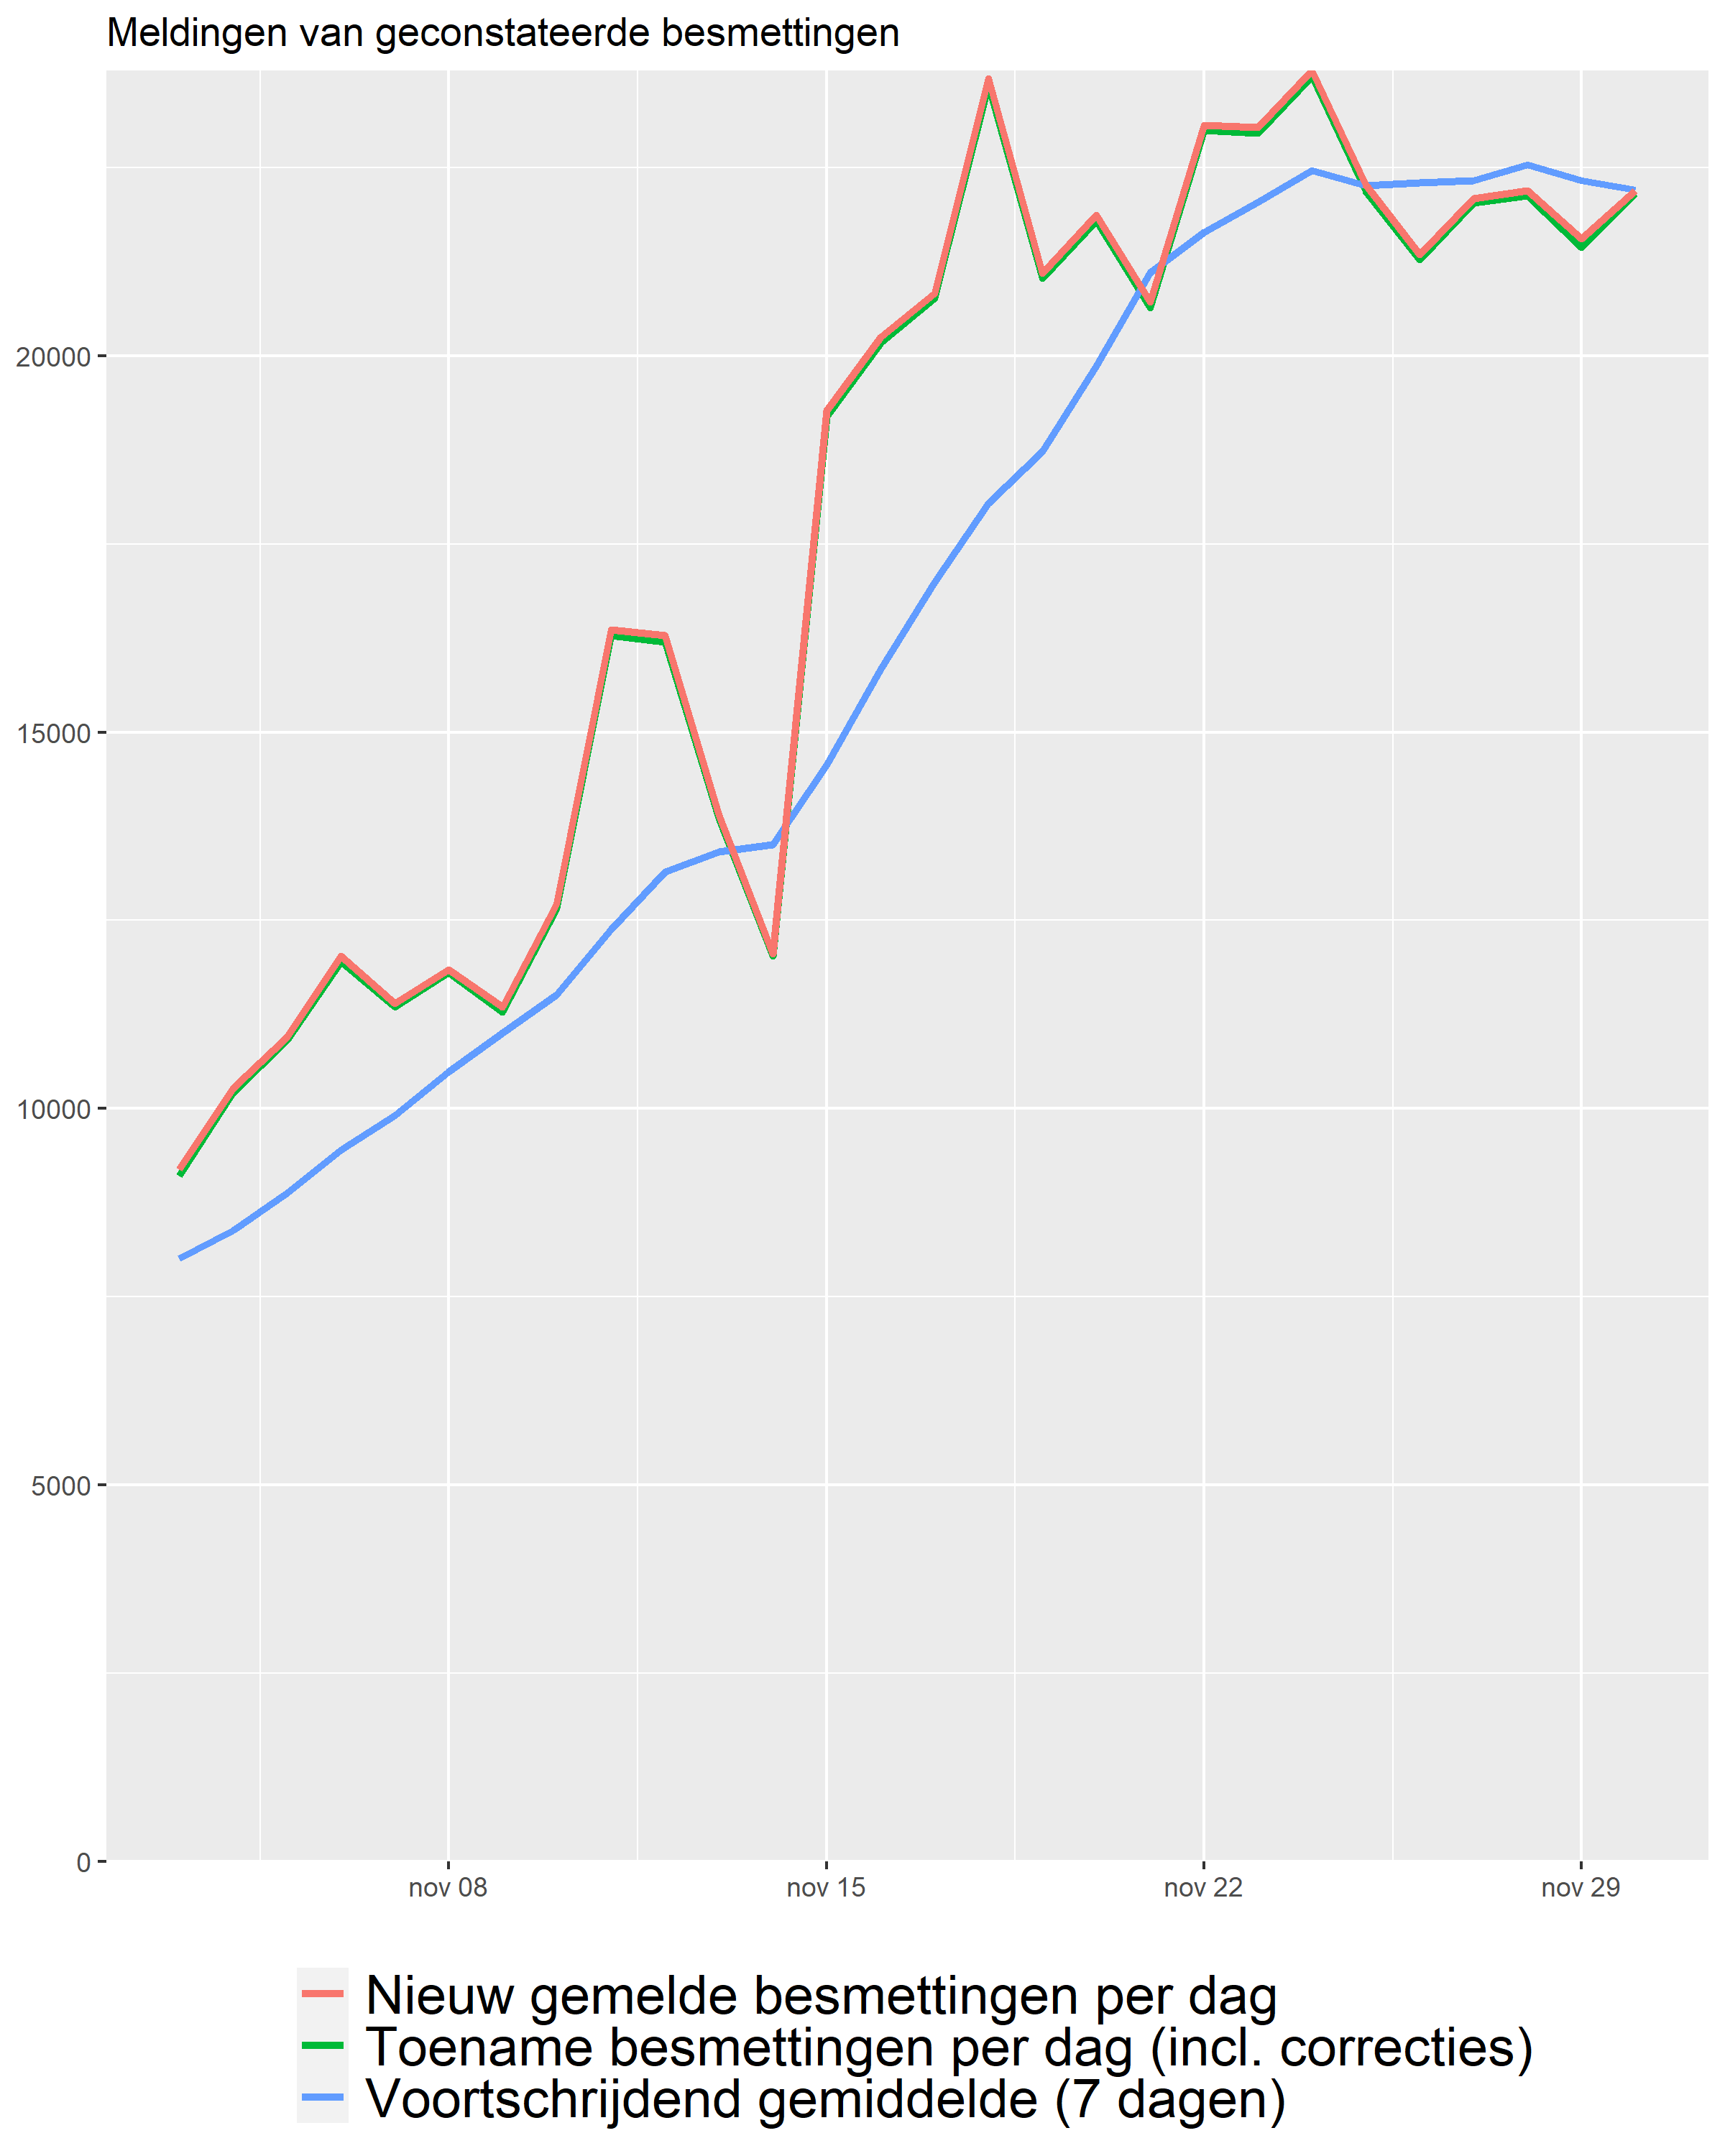 Meldingen van geconstateerde besmettingen
20000
15000
10000
5000
0
nov 08
nov 15
nov 22
nov 29
Nieuw gemelde besmettingen per dag
Toename besmettingen per dag (incl. correcties)
Voortschrijdend gemiddelde (7 dagen)